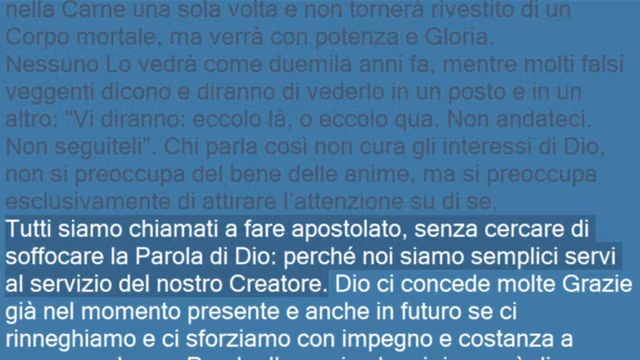 nella Carne una sola volta e non tornerà rivestito di un
Corpo mortale, ma verrà con potenza e Gloria.
Nessuno Lo vedrà come duemila anni fa, mentre molti falsi
veggenti dicono e diranno di vederlo in un posto e in un
altro: “Vi diranno: eccolo là, o eccolo qua. Non andateci.
Non seguiteli”. Chi parla così non cura gli interessi di Dio,
non si preoccupa del bene delle anime, ma si preoccupa
esclusivamente di attirare l’attenzione su di se.
Tutti siamo chiamati a fare apostolato, senza cercare di
soffocare la Parola di Dio: perché noi siamo semplici servi
al servizio del nostro Creatore. Dio ci concede molte Grazie
già nel momento presente e anche in futuro se ci
rinneghiamo e ci sforziamo con impegno e costanza a